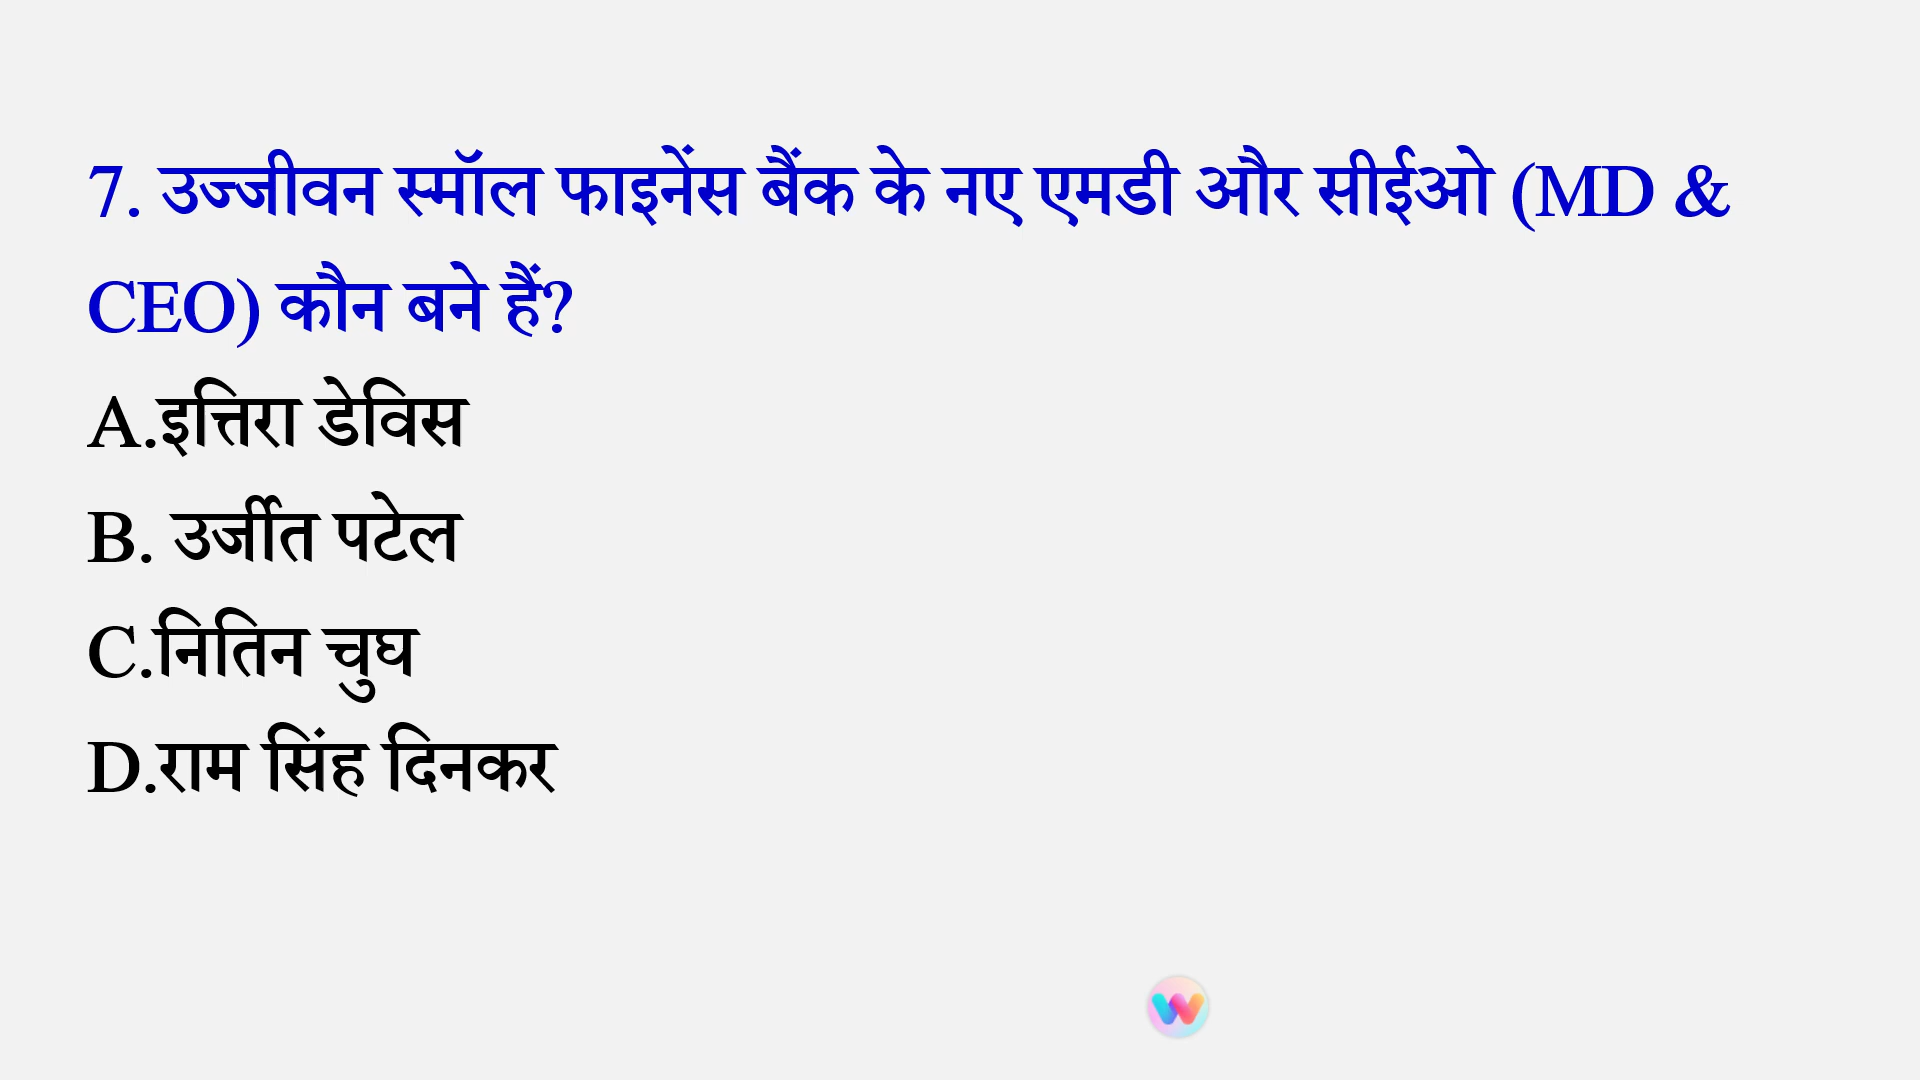 7. उज्जीवन स्मॉल फाइनेंस बैंक के नए एमडी और सीईओ (MD &
CEO) कौन बने हैं?
A.इत्तिरा डेविस
B. उर्जीत पटेल
C.नितिन चुघ
D.राम सिंह दिनकर